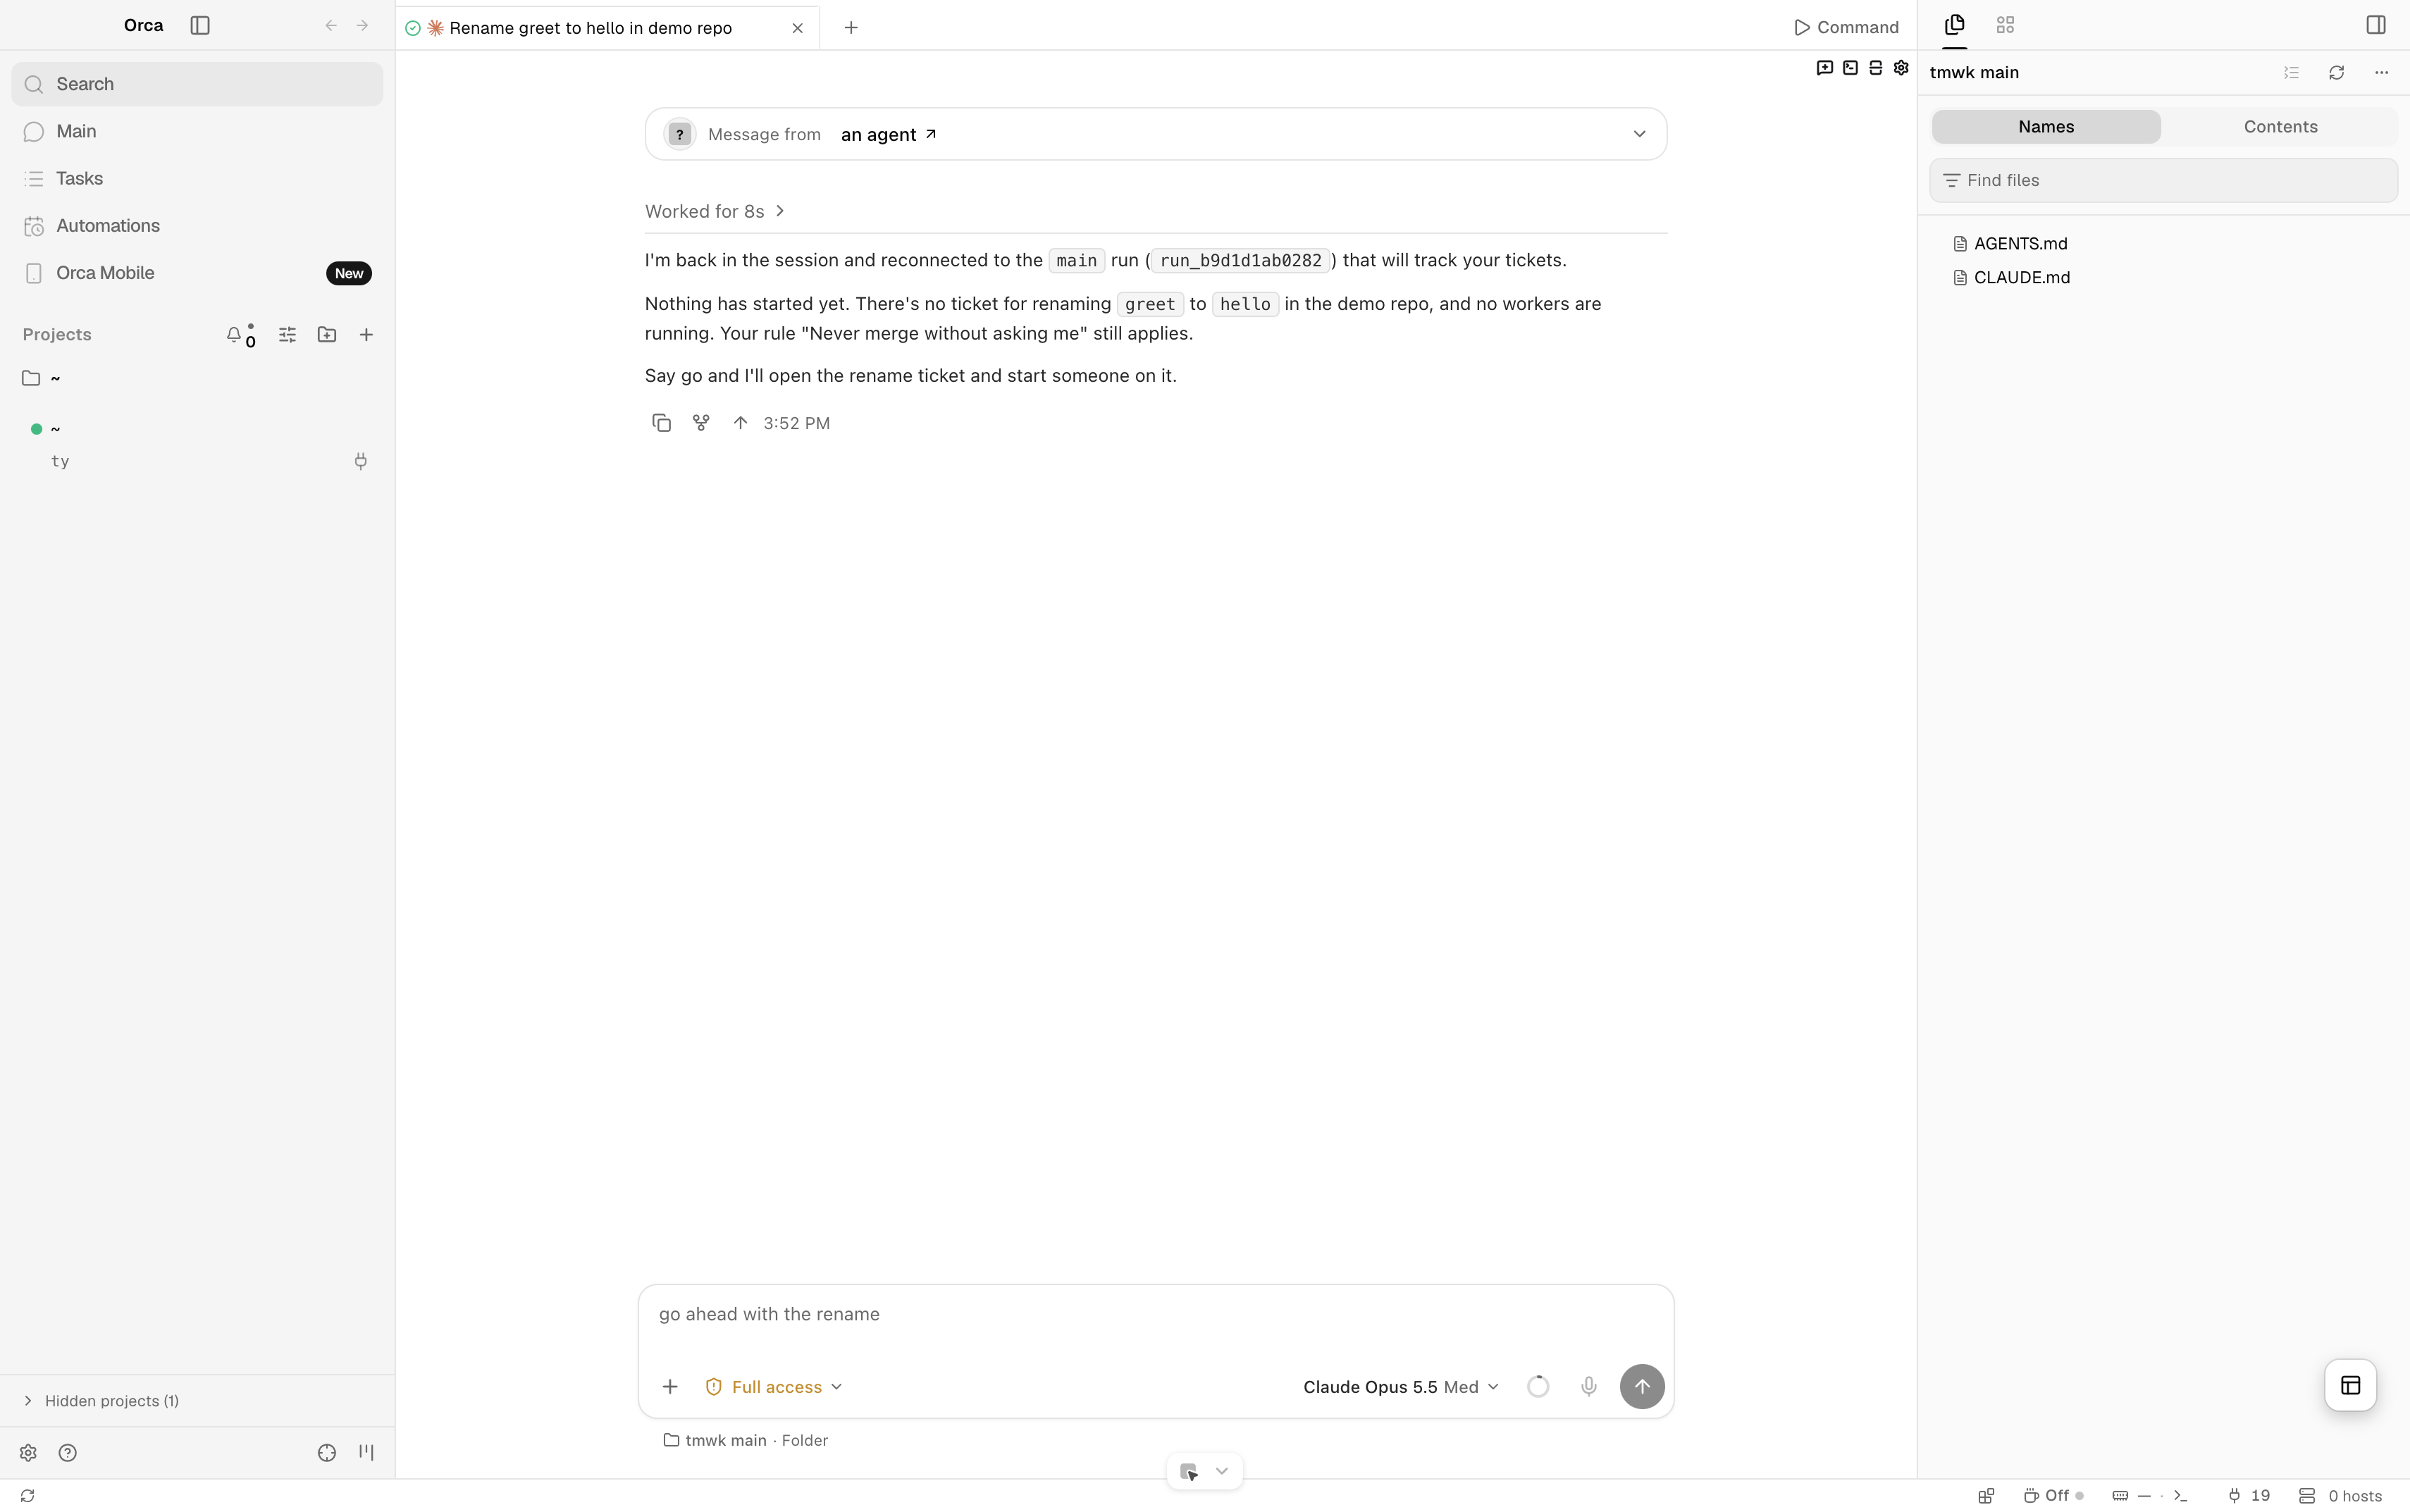 Orca
Search
Main
Tasks
Automations
Orca Mobile
New
Projects
0
~
~
ty
Hidden projects (1)
Rename greet to hello in demo repo
Command
? Message from an agent
Worked for 8s
I'm back in the session and reconnected to the main run (run_b9d1d1ab0282) that will track your tickets.
Nothing has started yet. There's no ticket for renaming greet to hello in the demo repo, and no workers are
running. Your rule "Never merge without asking me" still applies.
Say go and I'll open the rename ticket and start someone on it.
3:52 PM
go ahead with the rename
Full access
Claude Opus 5.5 Med
tmwk main · Folder
tmwk main
Names
Contents
Find files
AGENTS.md
CLAUDE.md
Off
— ·
19
0 hosts